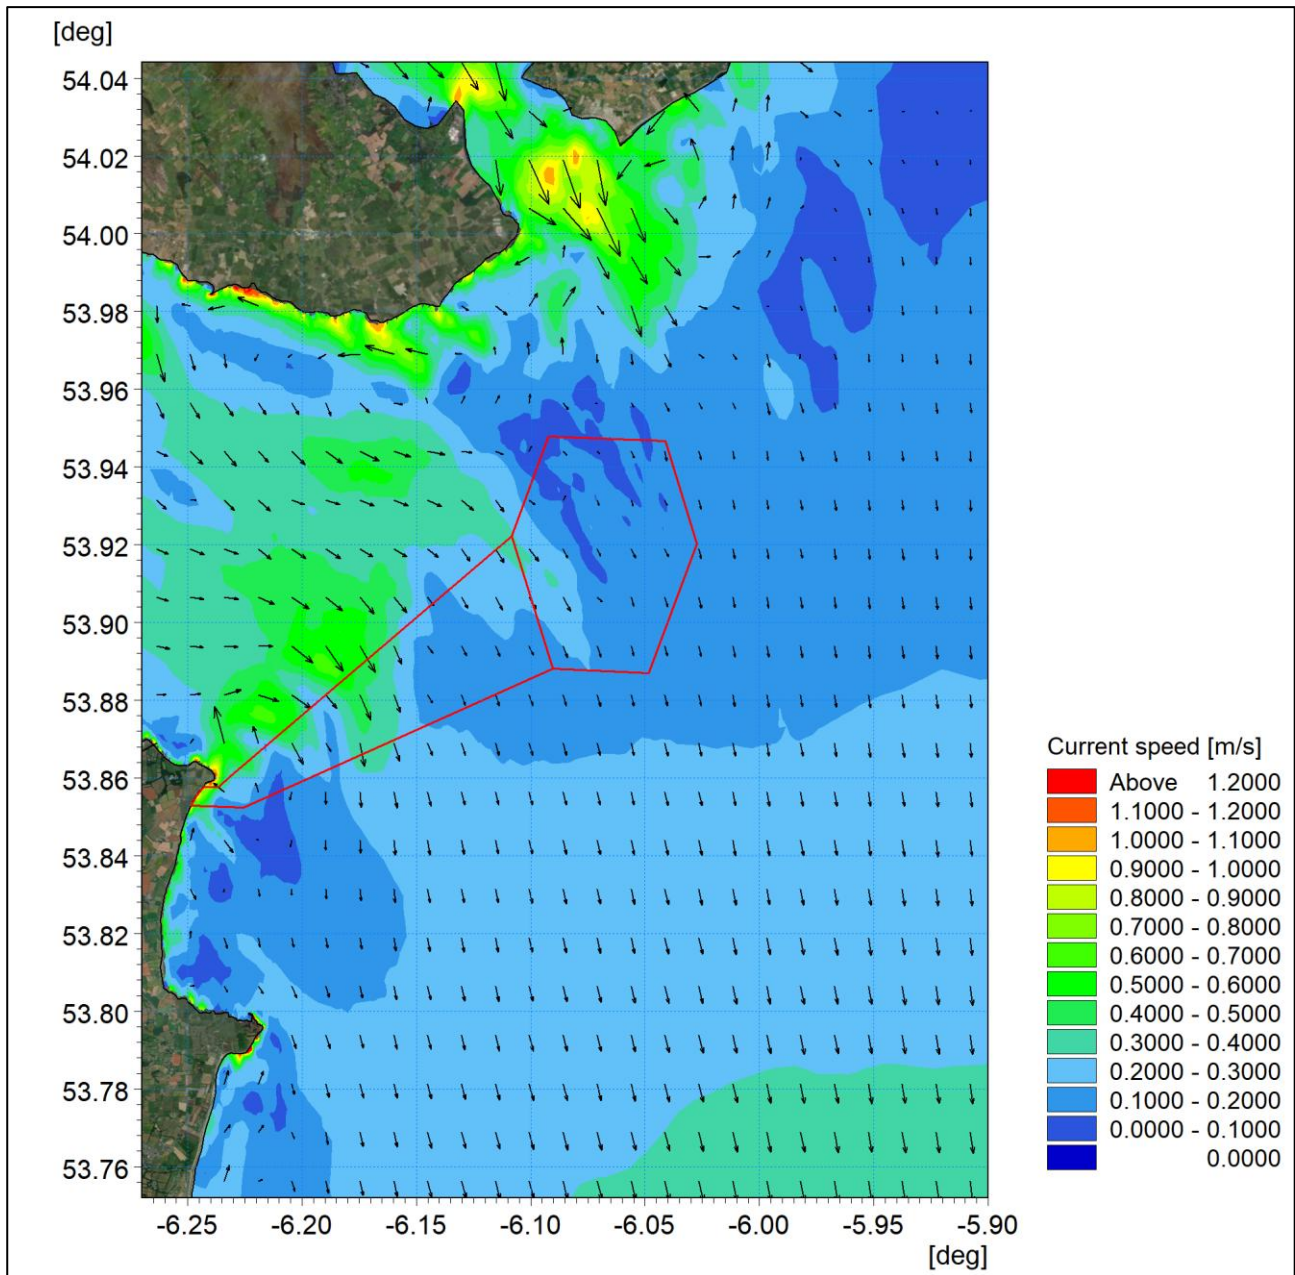 [deg]
54.04
54.02
54.00
53.98
53.96
53.94
53.92
53.90
53.88
53.86
53.84
53.82
53.80
53.78
53.76
-6.25 -6.20 -6.15 -6.10 -6.05 -6.00 -5.95 -5.90
[deg]
Current speed [m/s]
Above 1.2000
1.1000 - 1.2000
1.0000 - 1.1000
0.9000 - 1.0000
0.8000 - 0.9000
0.7000 - 0.8000
0.6000 - 0.7000
0.5000 - 0.6000
0.4000 - 0.5000
0.3000 - 0.4000
0.2000 - 0.3000
0.1000 - 0.2000
0.0000 - 0.1000
0.0000